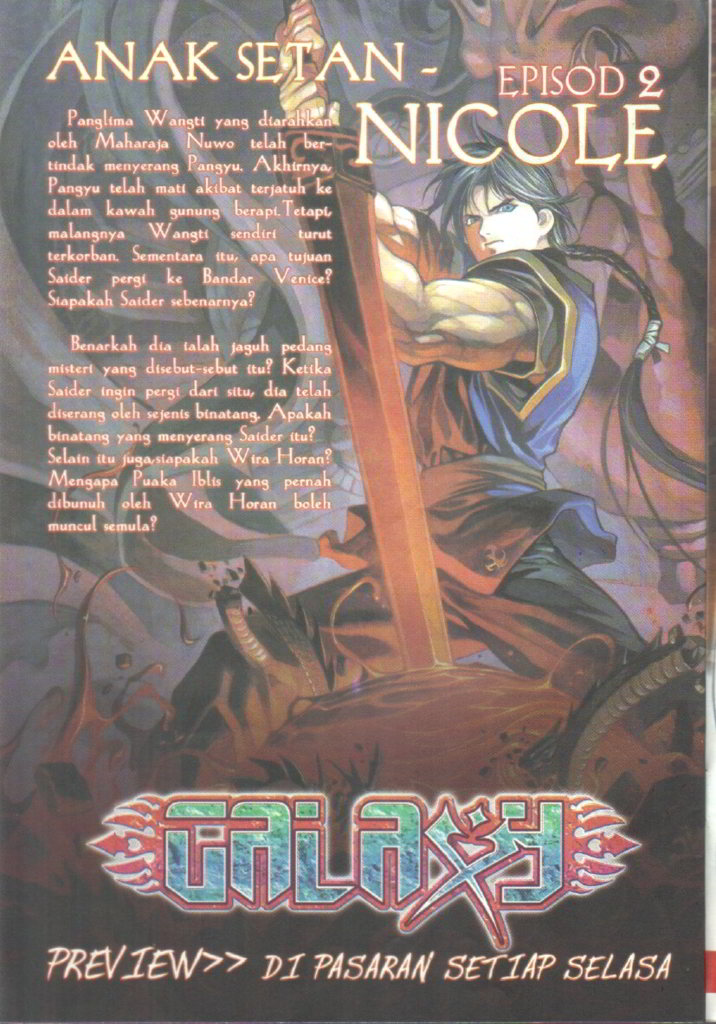 ANAK SETAN -
EPISOD 2
NICOLE
Panglima Wangti yang diarahkan
oleh Maharaja Nuwo telah ber-
tindak menyerang Pangyu. Akhirnya,
Pangyu telah mati akibat terjatuh ke
dalam kawah gunung berapi.Tetapi,
malangnya Wangti sendiri turut
terkorban. Sementara itu, apa tujuan
Saider pergi ke Bandar Venice?
Siapakah Saider sebenarnya?
Benarkah dia ialah jaguh pedang
misteri yang disebut-sebut itu? Ketika
Saider ingin pergi dari situ, dia telah
diserang oleh sejenis binatang. Apakah
binatang yang menyerang Saider itu?
Selain itu juga,siapakah Wira Horan?
Mengapa Puaka Iblis yang pernah
dibunuh oleh Wira Horan boleh
muncul semula?
GALAXY
PREVIEW>> DI PASARAN SETIAP SELASA